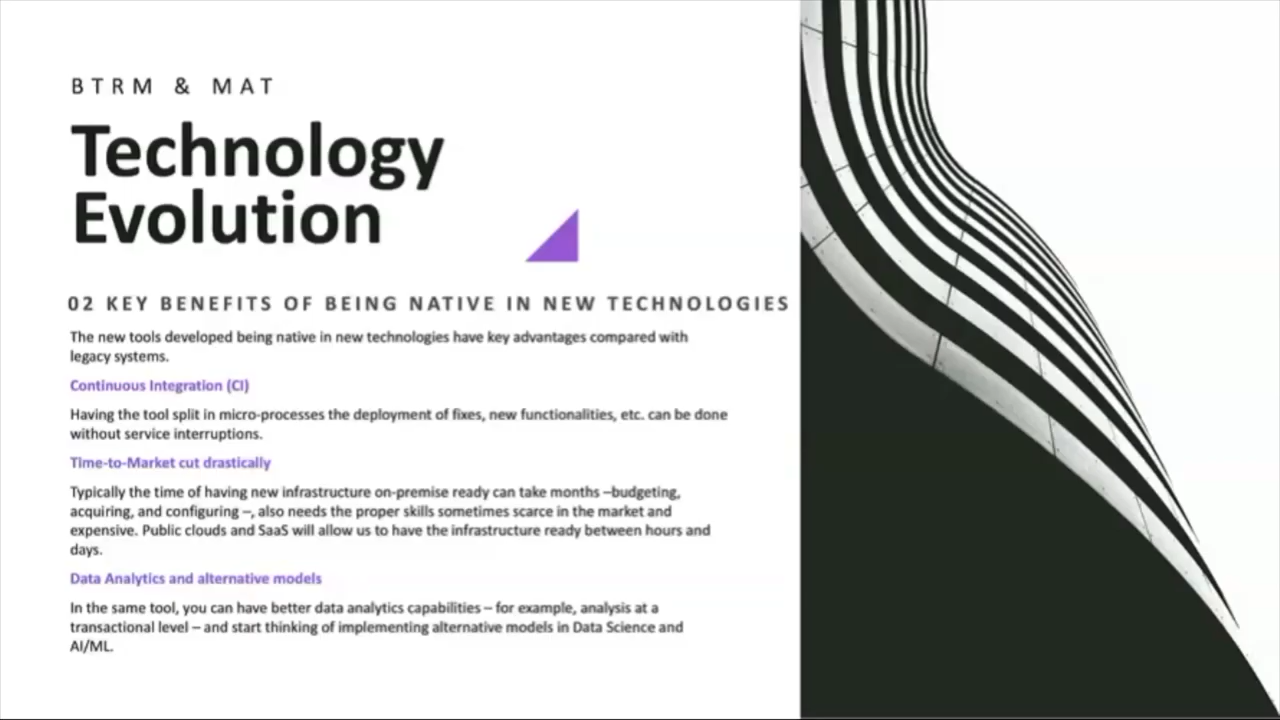 BTRM & MAT
Technology
Evolution
02 KEY BENEFITS OF BEING NATIVE IN NEW TECHNOLOGIES
The new tools developed being native in new technologies have key advantages compared with
legacy systems.
Continuous Integration (CI)
Having the tool split in micro-processes the deployment of fixes, new functionalities, etc. can be done
without service interruptions.
Time-to-Market cut drastically
Typically the time of having new infrastructure on-premise ready can take months –budgeting,
acquiring, and configuring –, also needs the proper skills sometimes scarce in the market and
expensive. Public clouds and SaaS will allow us to have the infrastructure ready between hours and
days.
Data Analytics and alternative models
In the same tool, you can have better data analytics capabilities – for example, analysis at a
transactional level – and start thinking of implementing alternative models in Data Science and
AI/ML.